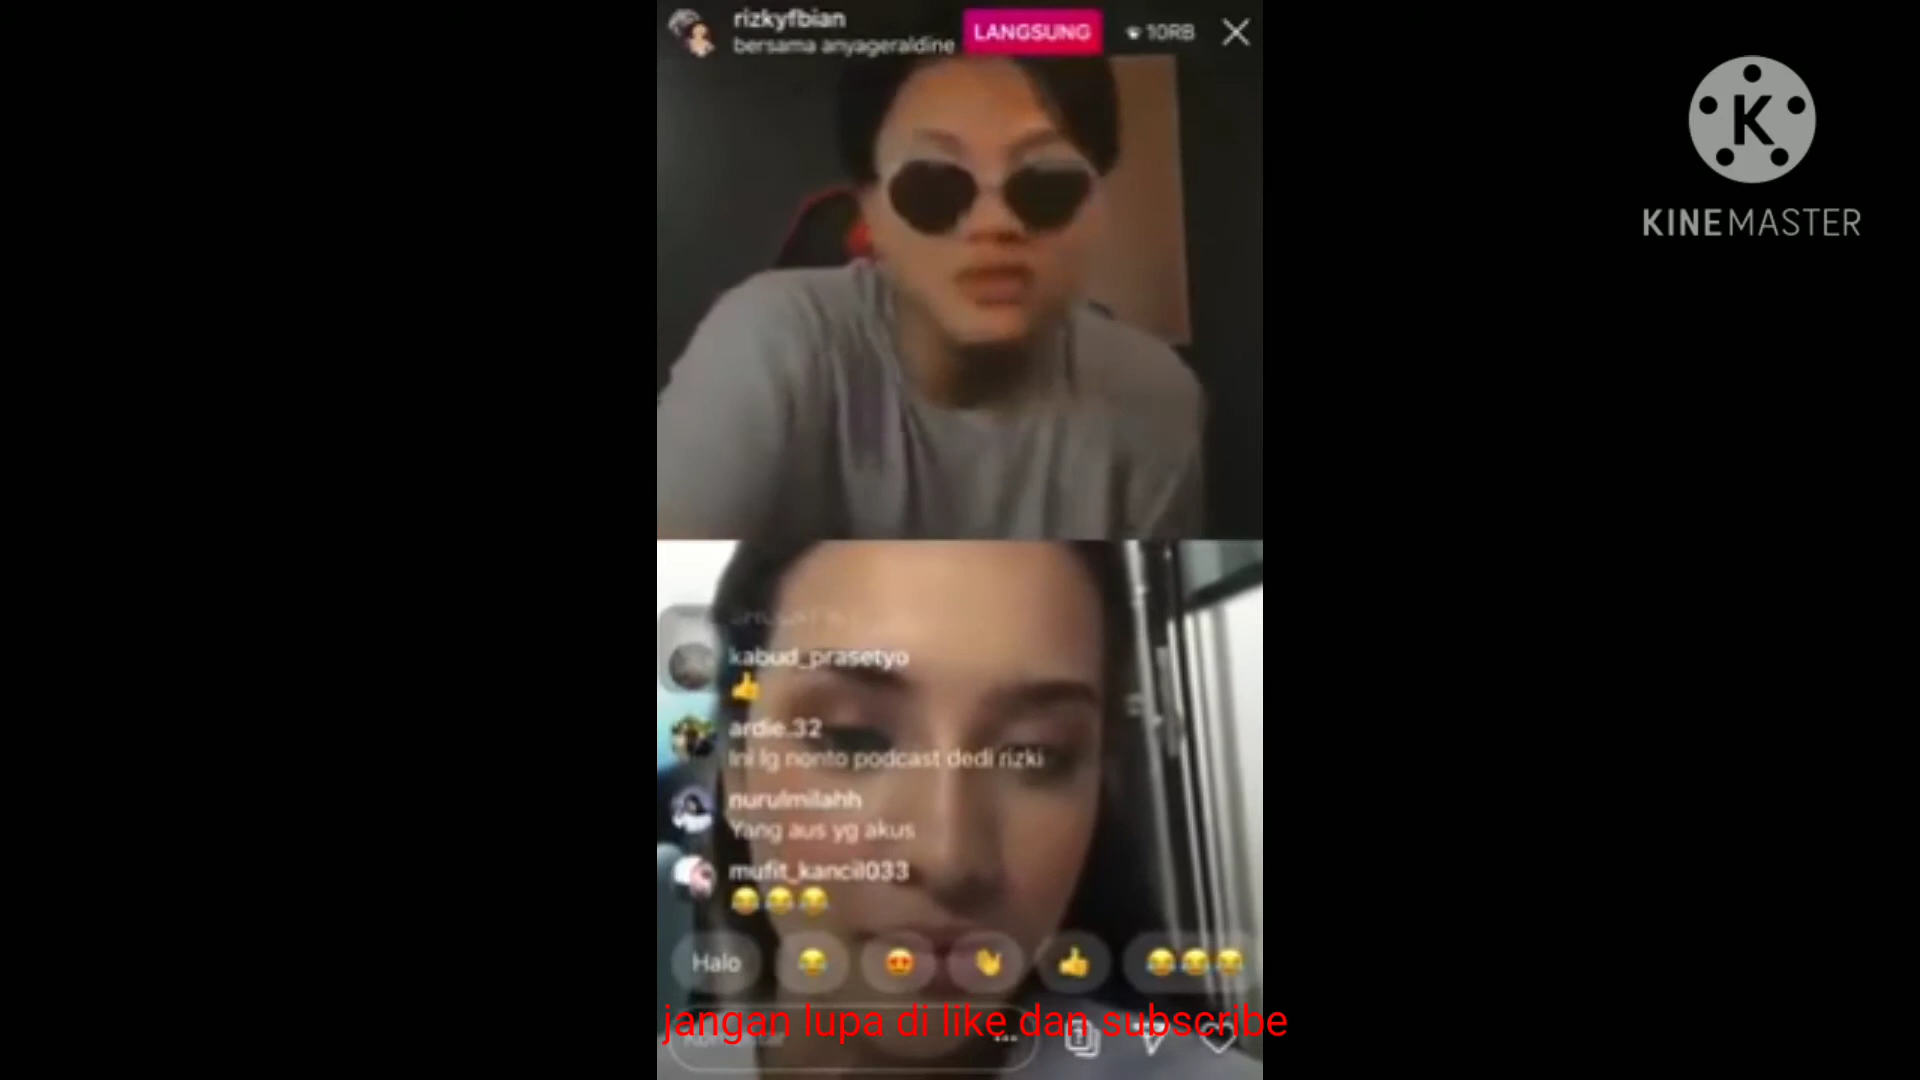 rizkyfbian
bersama anyageraldine
LANGSUNG
10RB
KINEMASTER
kabud_prasetyo
👍
ardie.32
Ini lg nonto podcast dedi rizki
nurulmilahh
Yang aus yg akus
mufit_kancil033
😂😂😂
Halo 😂 😍 👋 👍 😂😂😂
jangan lupa di like dan subscribe